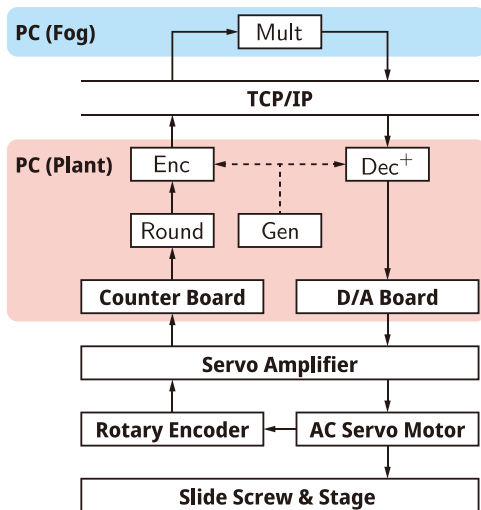 PC (Fog)
Mult
TCP/IP
PC (Plant)
Enc
Dec⁺
Round
Gen
Counter Board
D/A Board
Servo Amplifier
Rotary Encoder
AC Servo Motor
Slide Screw & Stage